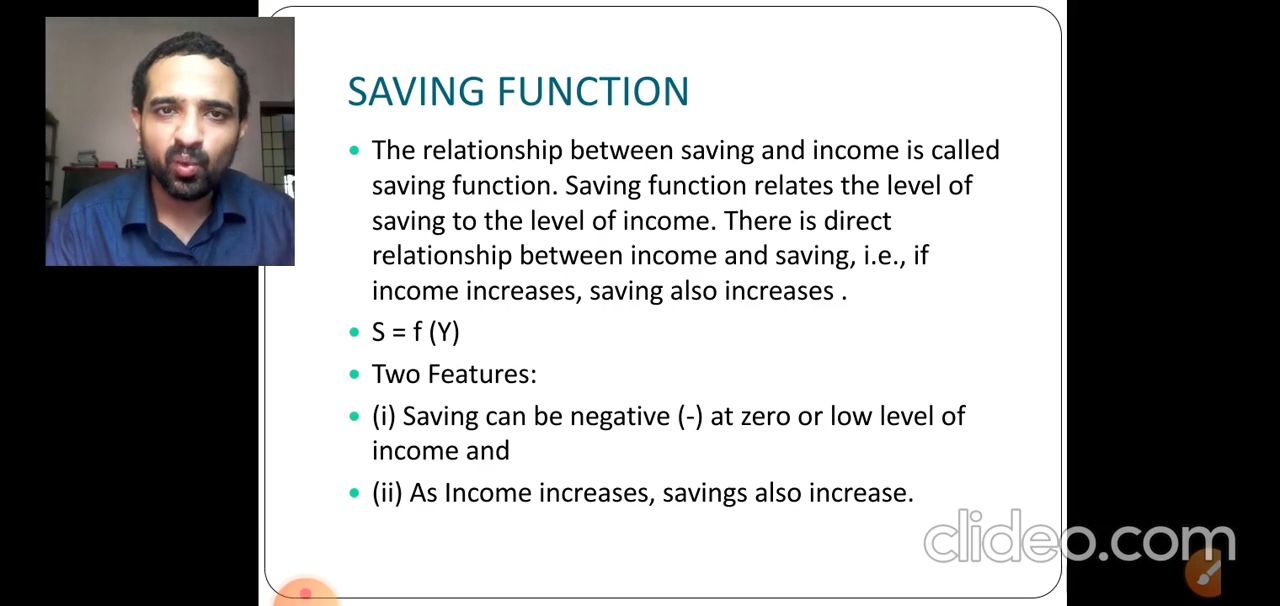 SAVING FUNCTION
• The relationship between saving and income is called
saving function. Saving function relates the level of
saving to the level of income. There is direct
relationship between income and saving, i.e., if
income increases, saving also increases .
• S = f (Y)
• Two Features:
• (i) Saving can be negative (-) at zero or low level of
income and
• (ii) As Income increases, savings also increase.
clideo.com